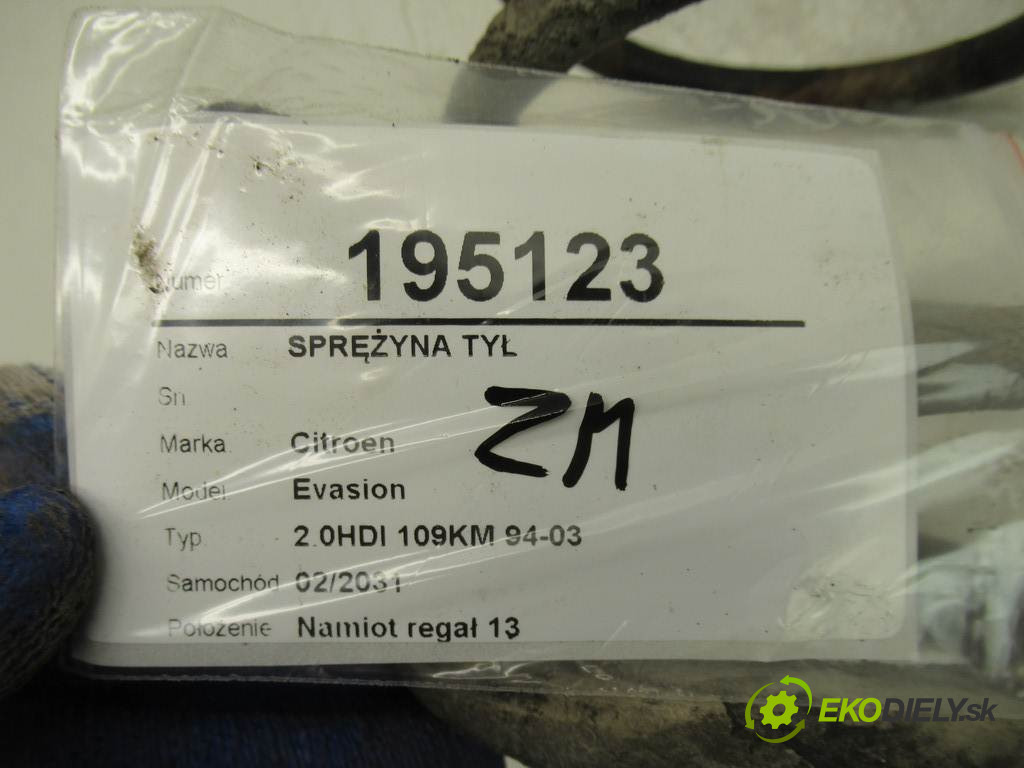 Numer 195123
Nazwa SPRĘŻYNA TYŁ
Sn
Marka Citroen
ZM
Model Evasion
Typ 2.0HDI 109KM 94-03
Samochód 02/2031
Położenie Namiot regał 13
EKODIELY.sk